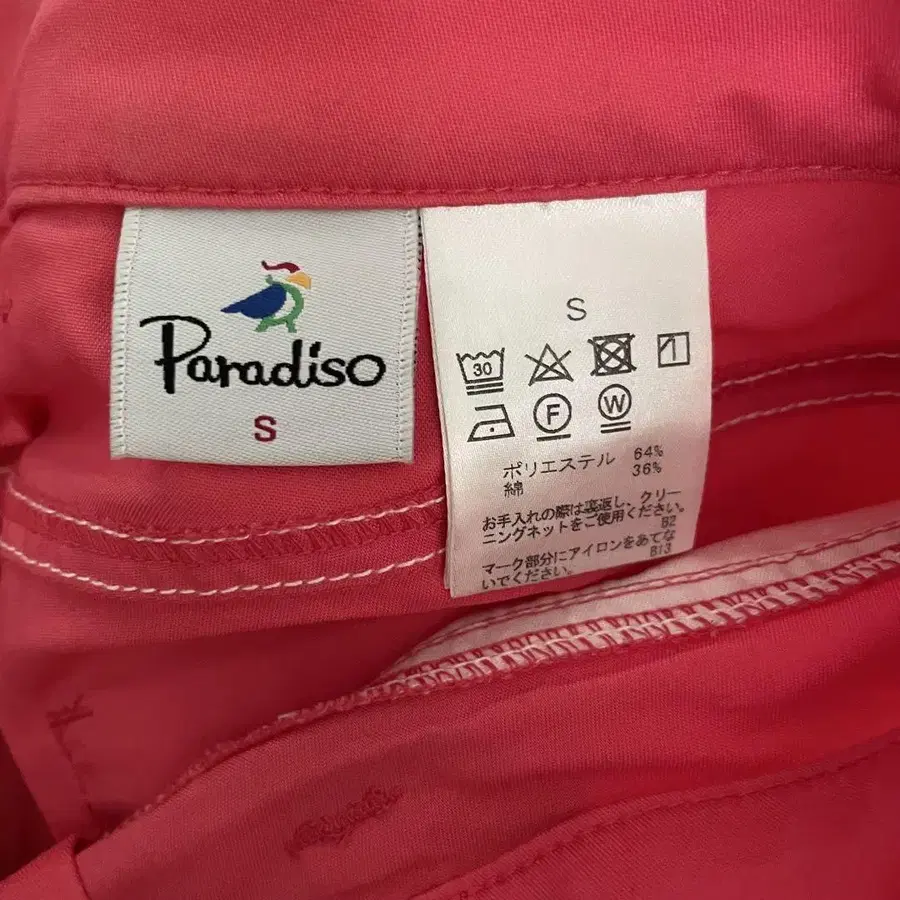 Paradiso
S
S
30
F W
ポリエステル 64%
綿 36%
お手入れの際は裏返し、クリー
ニングネットをご使用ください。
B2
マーク部分にアイロンをあてな
いでください。 B13